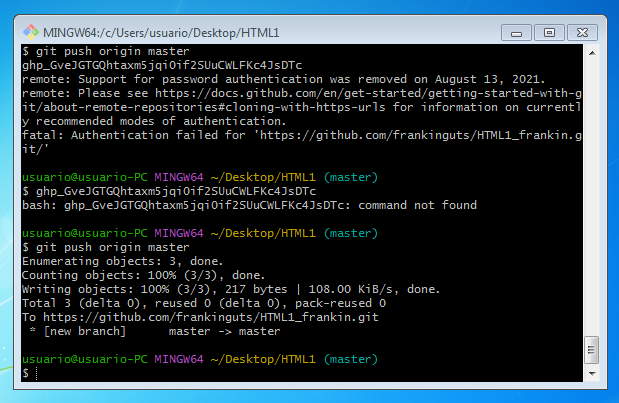 MINGW64:/c/Users/usuario/Desktop/HTML1
$ git push origin master
ghp_GveJGTGQhtaxm5jqiOif2SUuCWLFKc4JsDTc
remote: Support for password authentication was removed on August 13, 2021.
remote: Please see https://docs.github.com/en/get-started/getting-started-with-g
it/about-remote-repositories#cloning-with-https-urls for information on currentl
y recommended modes of authentication.
fatal: Authentication failed for 'https://github.com/frankinguts/HTML1_frankin.g
it/'
usuario@usuario-PC MINGW64 ~/Desktop/HTML1 (master)
$ ghp_GveJGTGQhtaxm5jqiOif2SUuCWLFKc4JsDTc
bash: ghp_GveJGTGQhtaxm5jqiOif2SUuCWLFKc4JsDTc: command not found
usuario@usuario-PC MINGW64 ~/Desktop/HTML1 (master)
$ git push origin master
Enumerating objects: 3, done.
Counting objects: 100% (3/3), done.
Writing objects: 100% (3/3), 217 bytes | 108.00 KiB/s, done.
Total 3 (delta 0), reused 0 (delta 0), pack-reused 0
To https://github.com/frankinguts/HTML1_frankin.git
 * [new branch]      master -> master
usuario@usuario-PC MINGW64 ~/Desktop/HTML1 (master)
$